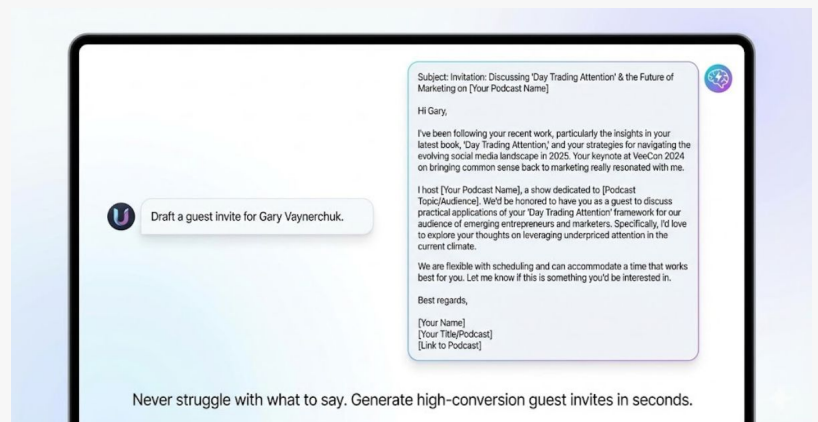 Subject: Invitation: Discussing 'Day Trading Attention' & the Future of
Marketing on [Your Podcast Name]
Hi Gary,
I've been following your recent work, particularly the insights in your
latest book, 'Day Trading Attention,' and your strategies for navigating the
evolving social media landscape in 2025. Your keynote at VeeCon 2024
on bringing common sense back to marketing really resonated with me.
I host [Your Podcast Name], a show dedicated to [Podcast
Topic/Audience]. We'd be honored to have you as a guest to discuss
practical applications of your 'Day Trading Attention' framework for our
audience of emerging entrepreneurs and marketers. Specifically, I'd love
to explore your thoughts on leveraging underpriced attention in the
current climate.
We are flexible with scheduling and can accommodate a time that works
best for you. Let me know if this is something you'd be interested in.
Best regards,
[Your Name]
[Your Title/Podcast]
[Link to Podcast]
U
Draft a guest invite for Gary Vaynerchuk.
Never struggle with what to say. Generate high-conversion guest invites in seconds.